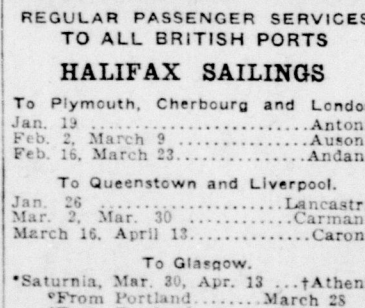 REGULAR PASSENGER SERVICES
TO ALL BRITISH PORTS
HALIFAX SAILINGS
To Plymouth, Cherbourg and Londo
Jan. 19 ..................Anton
Feb. 2, March 9 ...............Auson
Feb. 16, March 23..............Andan
To Queenstown and Liverpool.
Jan. 26 ..................Lancastr
Mar. 2, Mar. 30 ............Carman
March 16, April 13............Caron
To Glasgow.
*Saturnia, Mar. 30, Apr. 13 ...†Athen
°From Portland........March 28